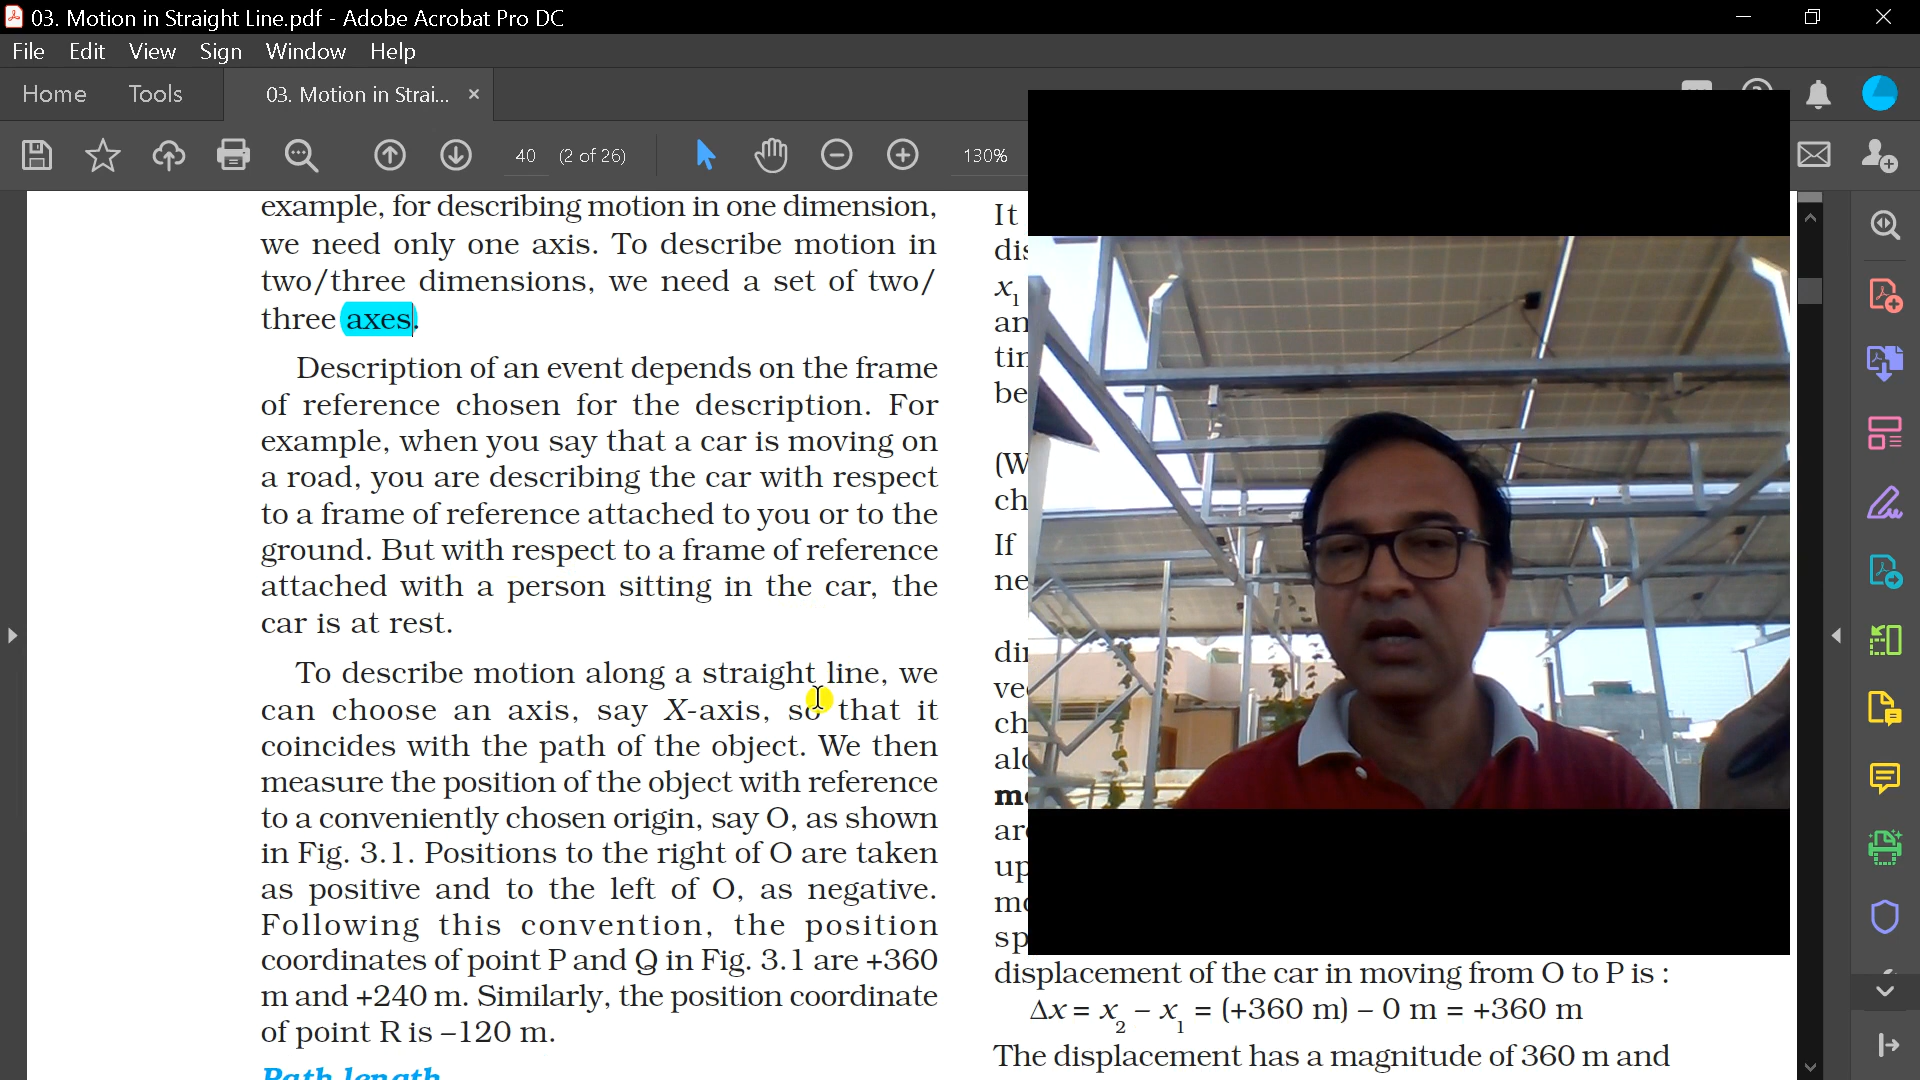 03. Motion in Straight Line.pdf - Adobe Acrobat Pro DC
File Edit View Sign Window Help
Home Tools 03. Motion in Strai...
40 (2 of 26) 130%
example, for describing motion in one dimension,
we need only one axis. To describe motion in
two/three dimensions, we need a set of two/
three axes.
Description of an event depends on the frame
of reference chosen for the description. For
example, when you say that a car is moving on
a road, you are describing the car with respect
to a frame of reference attached to you or to the
ground. But with respect to a frame of reference
attached with a person sitting in the car, the
car is at rest.
To describe motion along a straight line, we
can choose an axis, say X-axis, so that it
coincides with the path of the object. We then
measure the position of the object with reference
to a conveniently chosen origin, say O, as shown
in Fig. 3.1. Positions to the right of O are taken
as positive and to the left of O, as negative.
Following this convention, the position
coordinates of point P and Q in Fig. 3.1 are +360
m and +240 m. Similarly, the position coordinate
of point R is –120 m.
Path length
It
x₁
(W
If
displacement of the car in moving from O to P is :
Δx = x₂ – x₁ = (+360 m) – 0 m = +360 m
The displacement has a magnitude of 360 m and